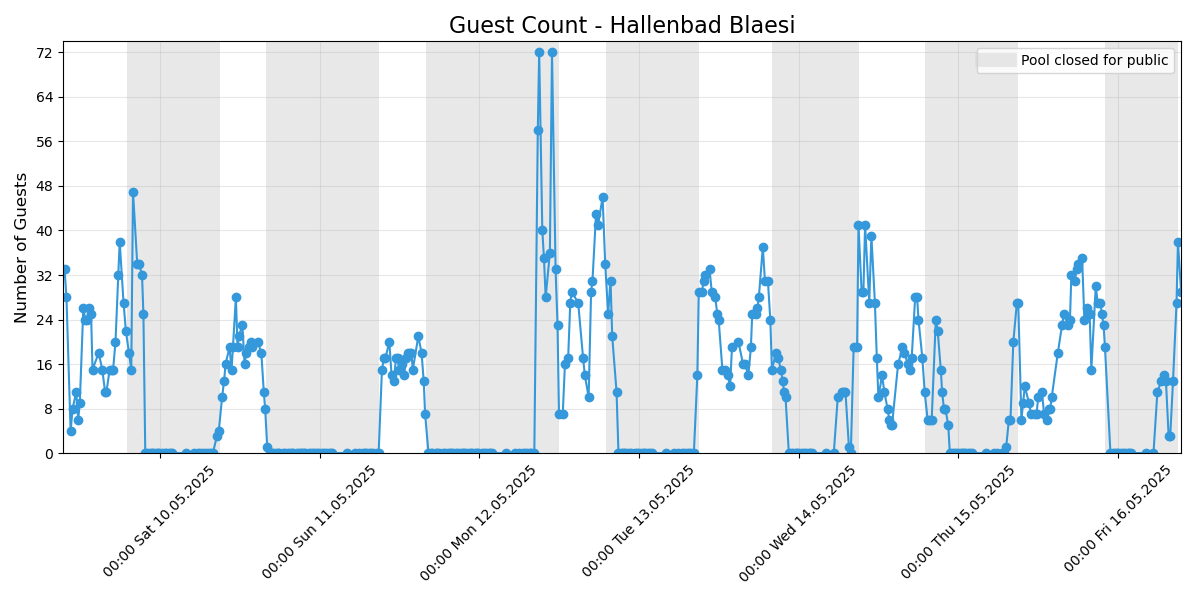 Guest Count - Hallenbad Blaesi
Pool closed for public
Number of Guests
72
64
56
48
40
32
24
16
8
0
00:00 Sat 10.05.2025
00:00 Sun 11.05.2025
00:00 Mon 12.05.2025
00:00 Tue 13.05.2025
00:00 Wed 14.05.2025
00:00 Thu 15.05.2025
00:00 Fri 16.05.2025